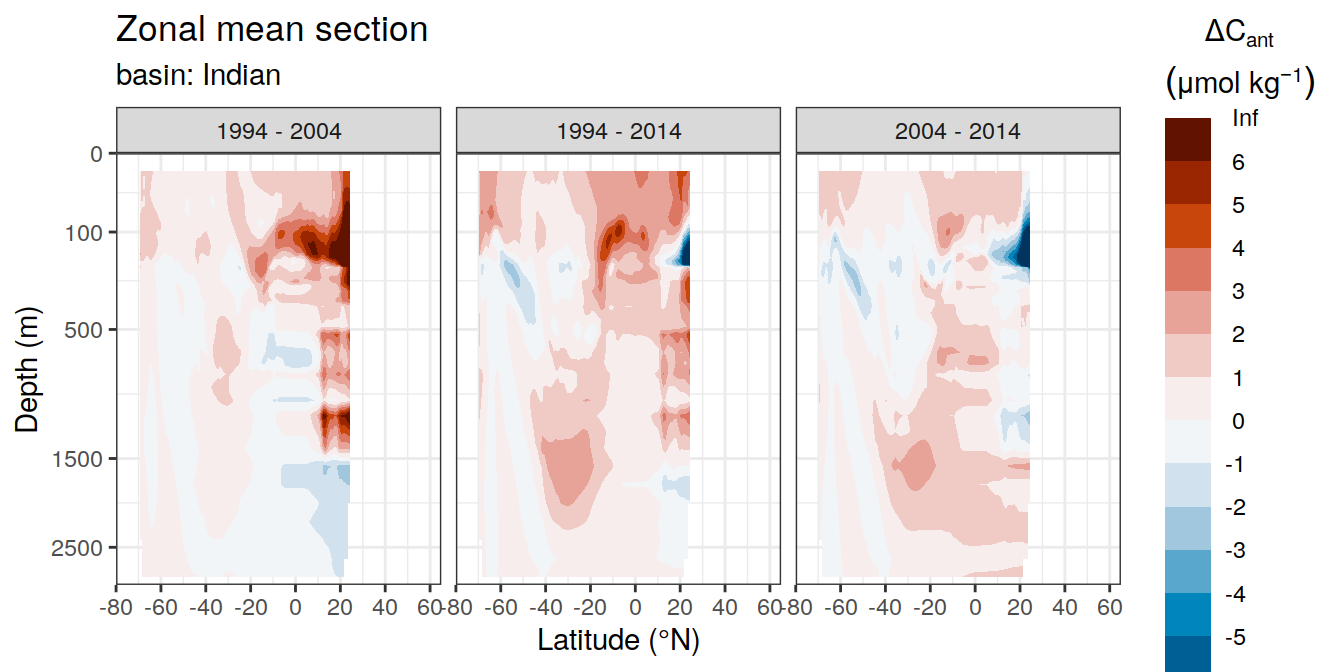 Zonal mean section
basin: Indian
ΔCant
(μmol kg⁻¹)
1994 - 2004
1994 - 2014
2004 - 2014
Inf
6
5
4
3
2
1
0
-1
-2
-3
-4
-5
Depth (m)
0
100
500
1500
2500
-80 -60 -40 -20 0 20 40 60
-80 -60 -40 -20 0 20 40 60
-80 -60 -40 -20 0 20 40 60
Latitude (°N)